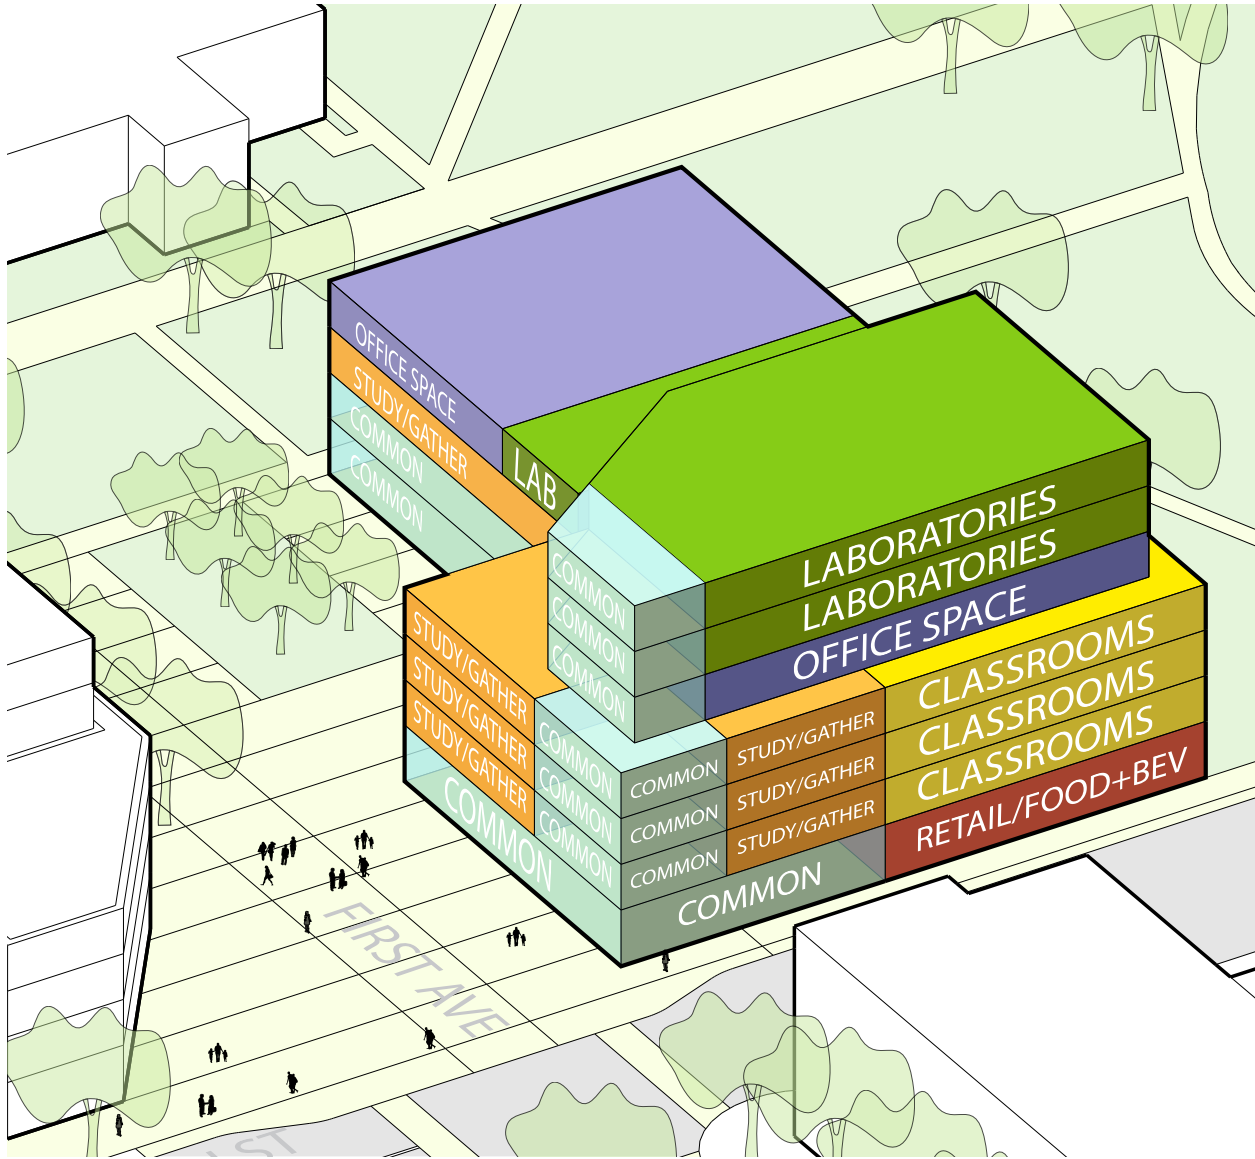 OFFICE SPACE
STUDY/GATHER
COMMON
COMMON
LAB
LABORATORIES
LABORATORIES
OFFICE SPACE
COMMON
COMMON
COMMON
STUDY/GATHER
STUDY/GATHER
STUDY/GATHER
COMMON
COMMON
COMMON
COMMON
COMMON
COMMON
COMMON
STUDY/GATHER
STUDY/GATHER
STUDY/GATHER
CLASSROOMS
CLASSROOMS
CLASSROOMS
RETAIL/FOOD+BEV
COMMON
FIRST AVE